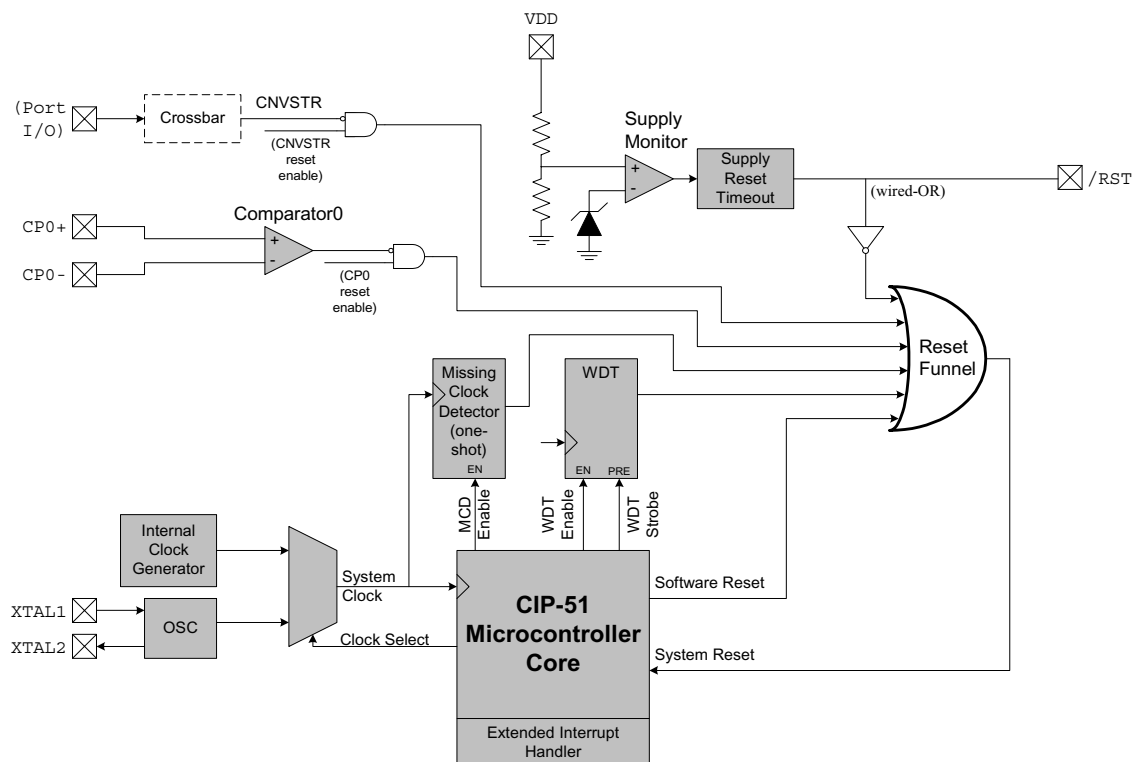 VDD
(Port
I/O)
Crossbar
CNVSTR
(CNVSTR
reset
enable)
Supply
Monitor
+
-
Supply
Reset
Timeout
(wired-OR)
/RST
CP0+
CP0-
Comparator0
+
-
(CP0
reset
enable)
Reset
Funnel
Missing
Clock
Detector
(one-
shot)
EN
WDT
EN
PRE
MCD
Enable
WDT
Enable
WDT
Strobe
Internal
Clock
Generator
System
Clock
XTAL1
XTAL2
OSC
Clock Select
CIP-51
Microcontroller
Core
Software Reset
System Reset
Extended Interrupt
Handler